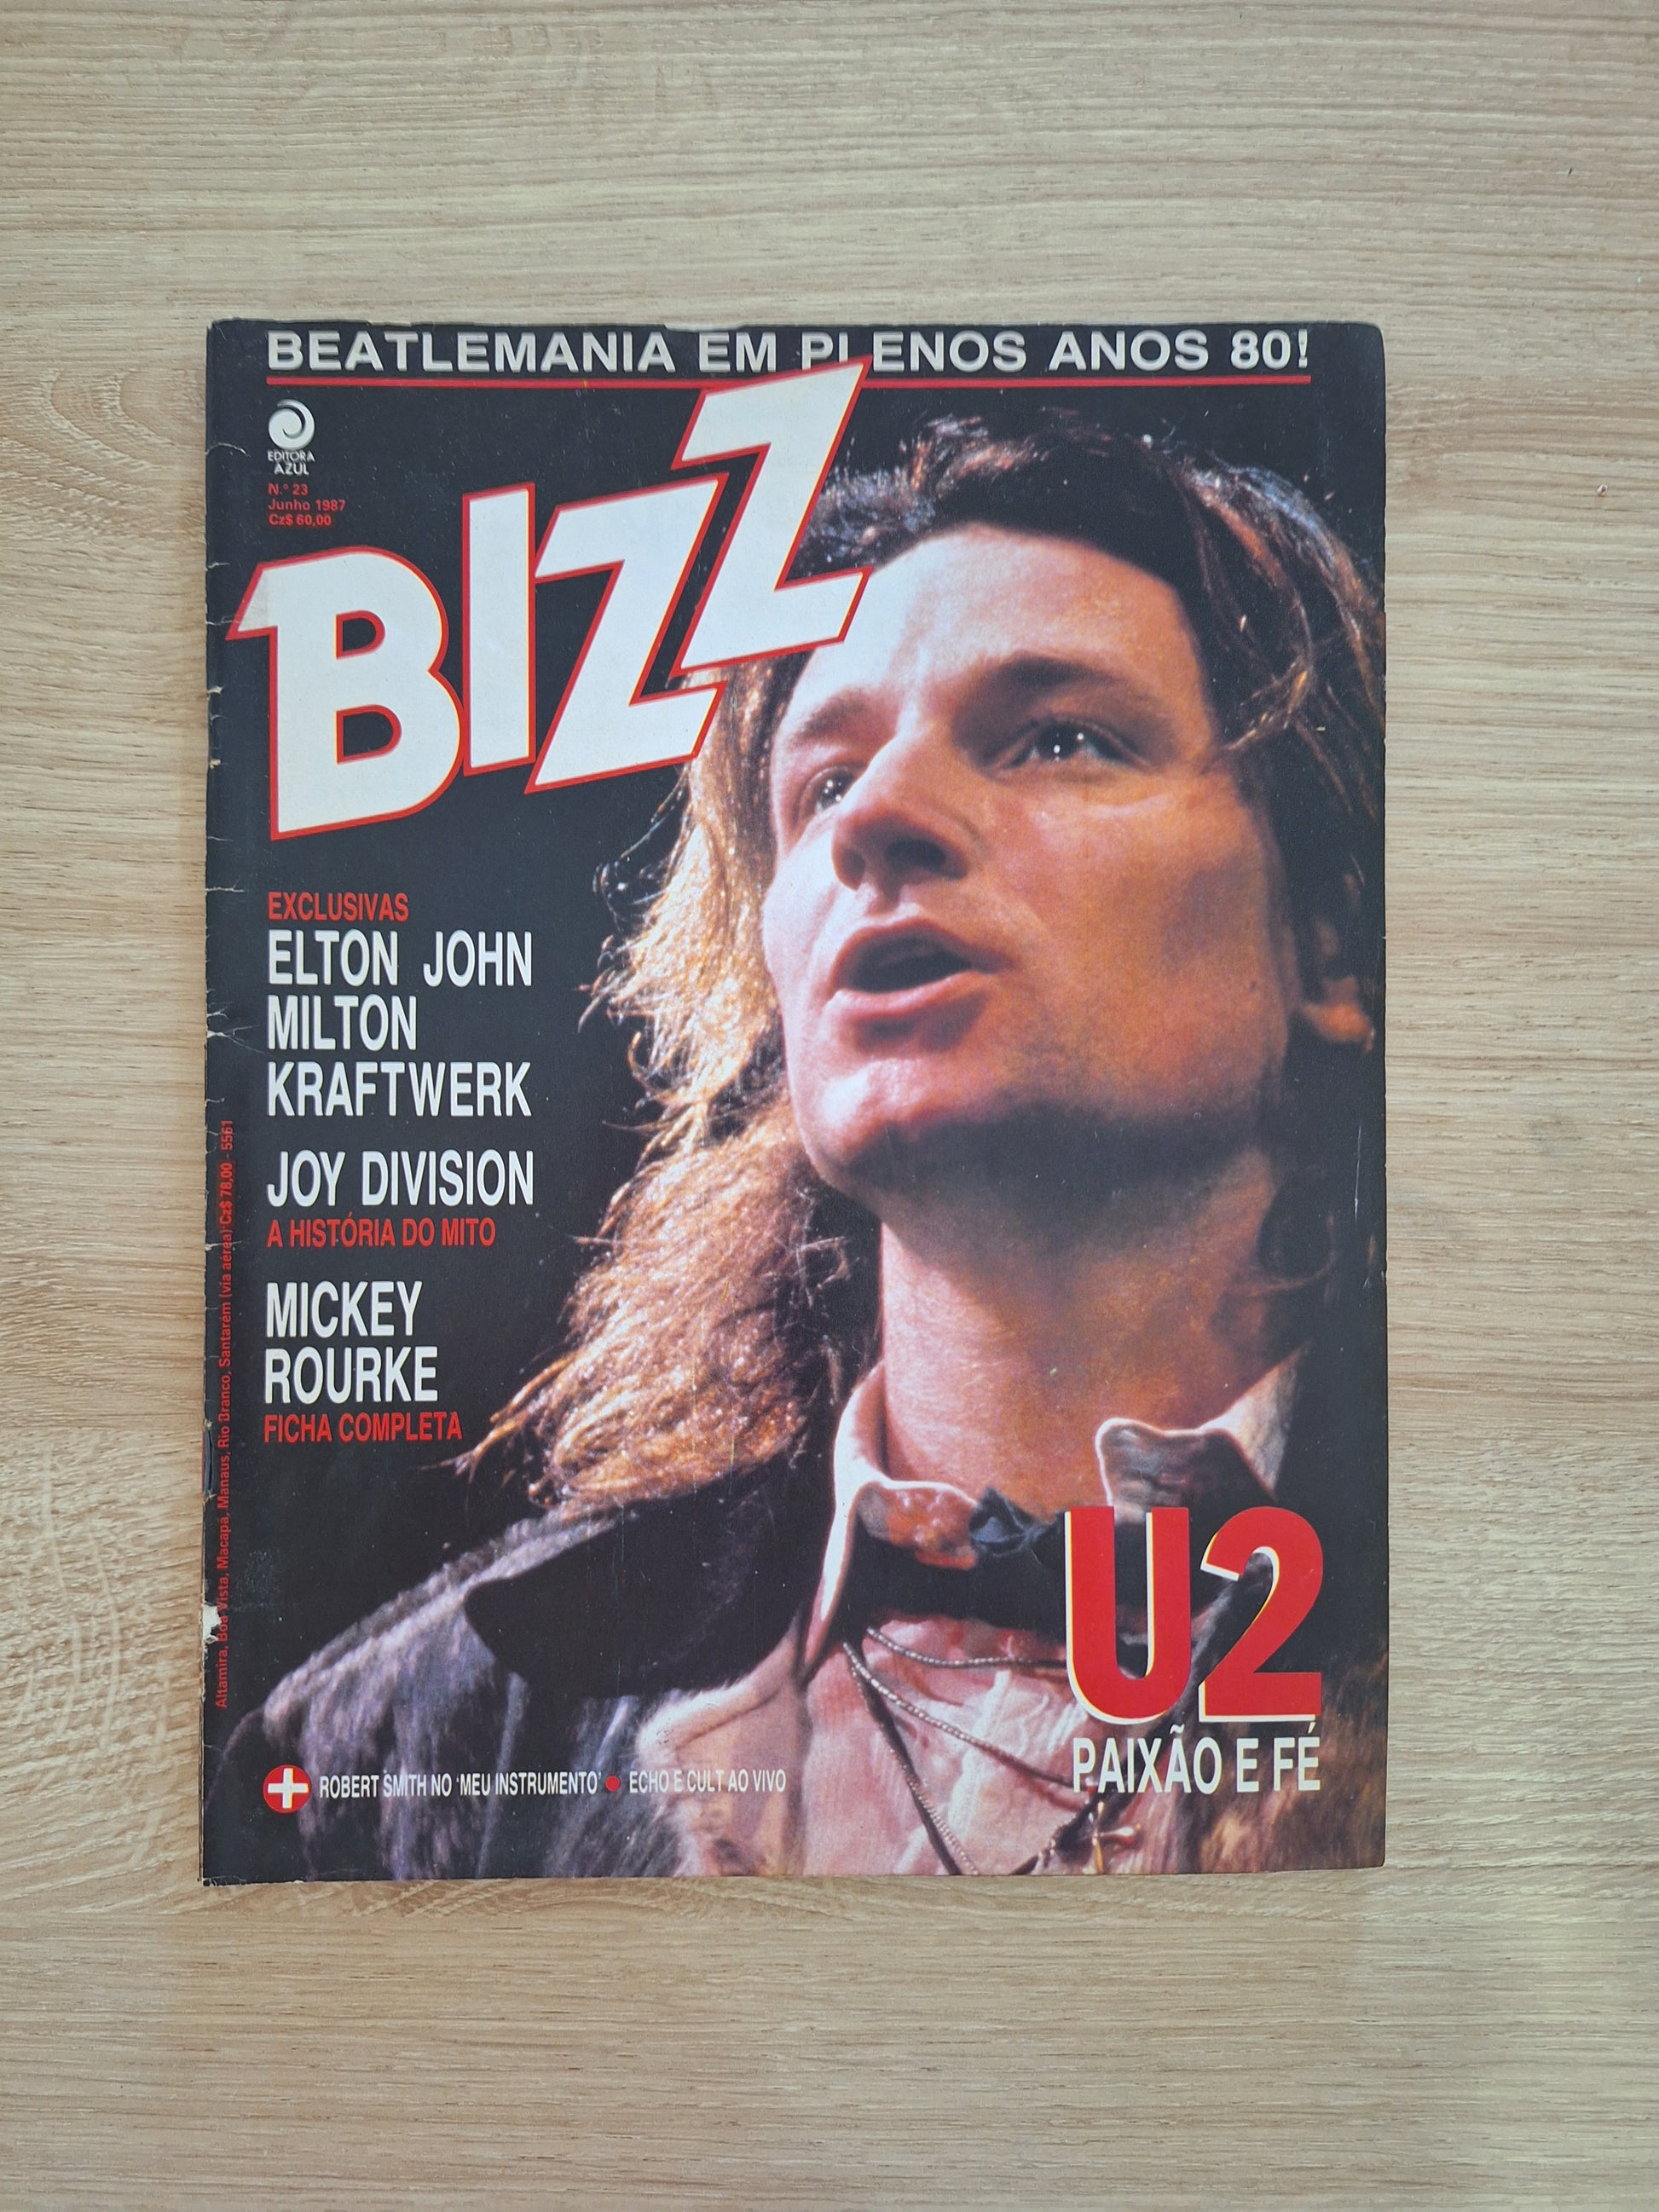 BEATLEMANIA EM PLENOS ANOS 80!
EDITORA
AZUL
N.º 23
Junho 1987
Cz$ 60,00
BIZZ
EXCLUSIVAS
ELTON JOHN
MILTON
KRAFTWERK
JOY DIVISION
A HISTÓRIA DO MITO
MICKEY
ROURKE
FICHA COMPLETA
Altamira, Boa Vista, Macapá, Manaus, Rio Branco, Santarém (via aérea) Cz$ 78,00 - 5561
U2
PAIXÃO E FÉ
ROBERT SMITH NO 'MEU INSTRUMENTO' ● ECHO E CULT AO VIVO